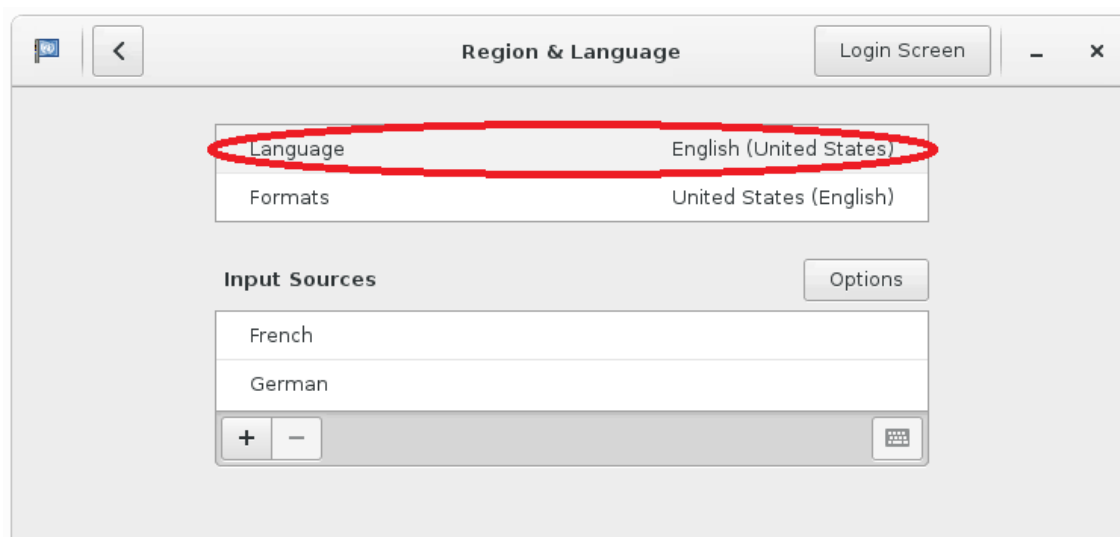 Region & Language
Login Screen
Language English (United States)
Formats United States (English)
Input Sources
Options
French
German